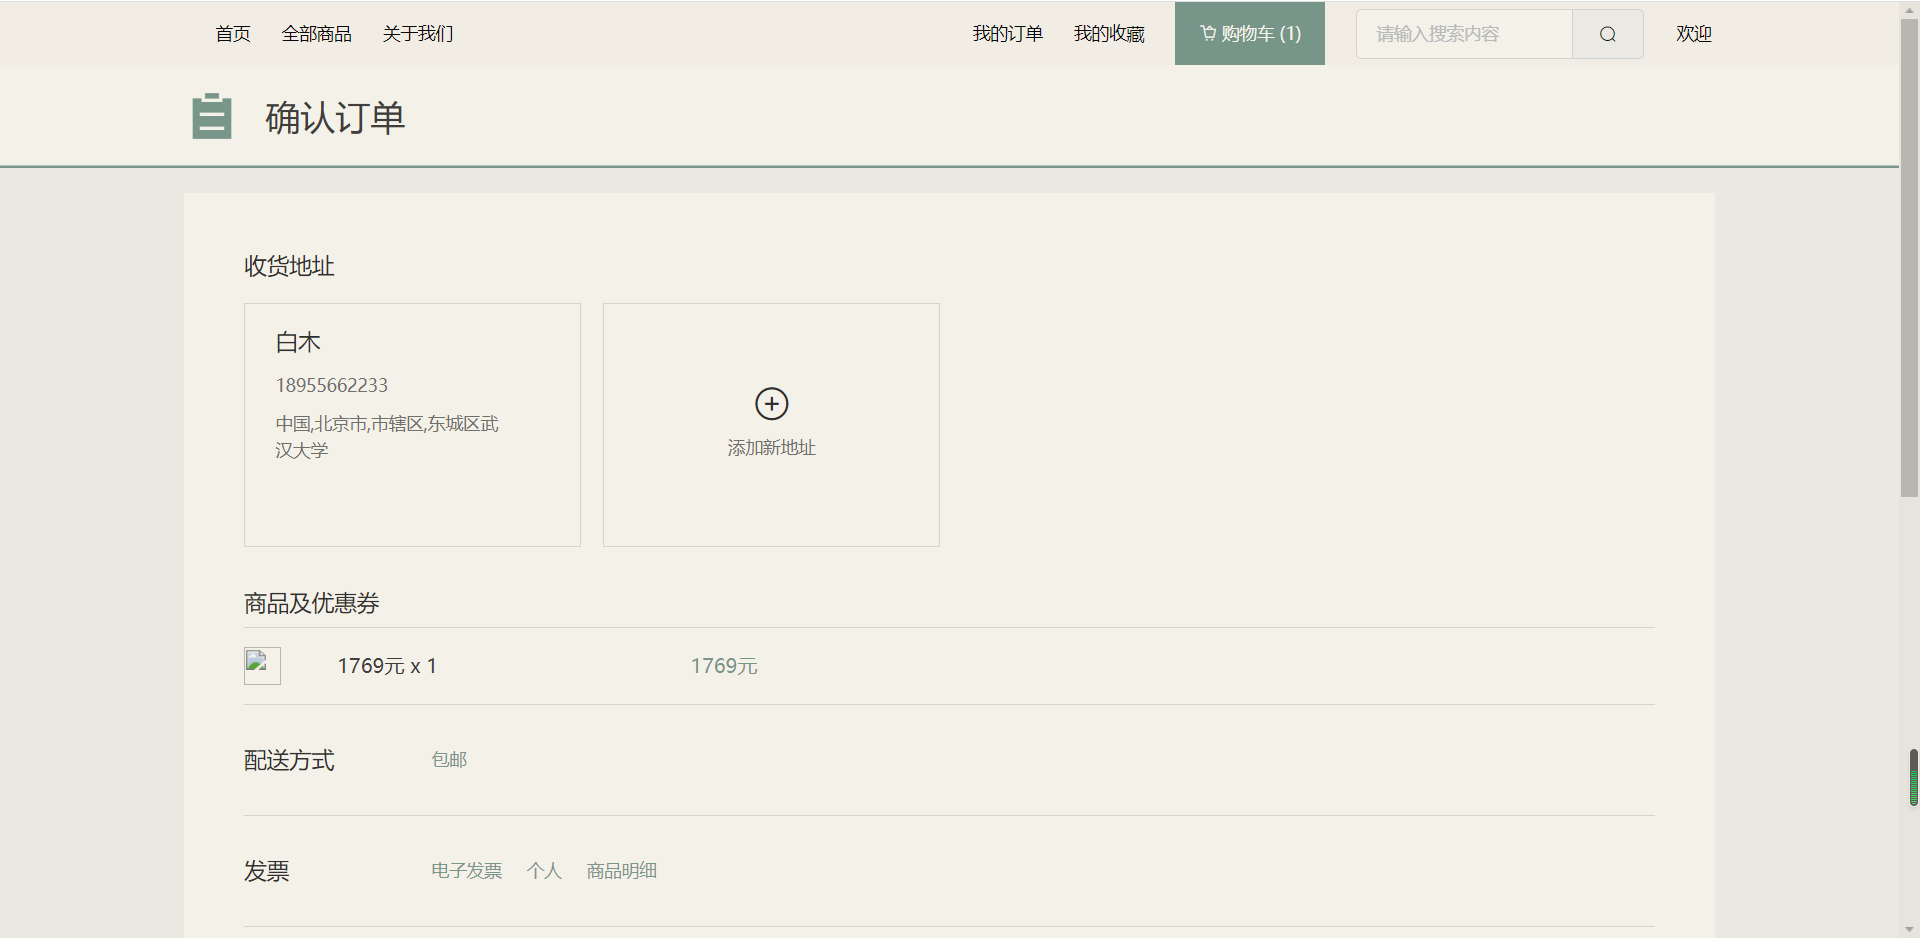 首页 全部商品 关于我们 我的订单 我的收藏 购物车 (1) 请输入搜索内容 欢迎
确认订单
收货地址
白木
18955662233
中国,北京市,市辖区,东城区武
汉大学
添加新地址
商品及优惠券
1769元 x 1 1769元
配送方式 包邮
发票 电子发票 个人 商品明细